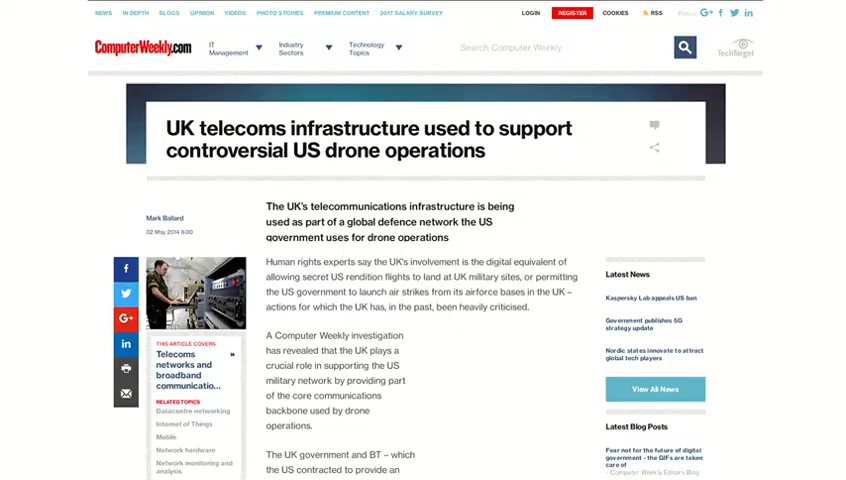 NEWS IN DEPTH BLOGS OPINION VIDEOS PHOTO STORIES PREMIUM CONTENT 2017 SALARY SURVEY LOGIN REGISTER COOKIES RSS Follow:
ComputerWeekly.com
IT Management
Industry Sectors
Technology Topics
Search Computer Weekly
TechTarget
UK telecoms infrastructure used to support
controversial US drone operations
Mark Ballard
02 May 2014 6:00
The UK's telecommunications infrastructure is being
used as part of a global defence network the US
government uses for drone operations
Human rights experts say the UK's involvement is the digital equivalent of
allowing secret US rendition flights to land at UK military sites, or permitting
the US government to launch air strikes from its airforce bases in the UK –
actions for which the UK has, in the past, been heavily criticised.
A Computer Weekly investigation
has revealed that the UK plays a
crucial role in supporting the US
military network by providing part
of the core communications
backbone used by drone
operations.
The UK government and BT – which
the US contracted to provide an
THIS ARTICLE COVERS
Telecoms
networks and
broadband
communicatio...
RELATED TOPICS
Datacentre networking
Internet of Things
Mobile
Network hardware
Network monitoring and
analysis
Latest News
Kaspersky Lab appeals US ban
Government publishes 5G
strategy update
Nordic states innovate to attract
global tech players
View All News
Latest Blog Posts
Fear not for the future of digital
government - the GIFs are taken
care of
- Computer Weekly Editors Blog